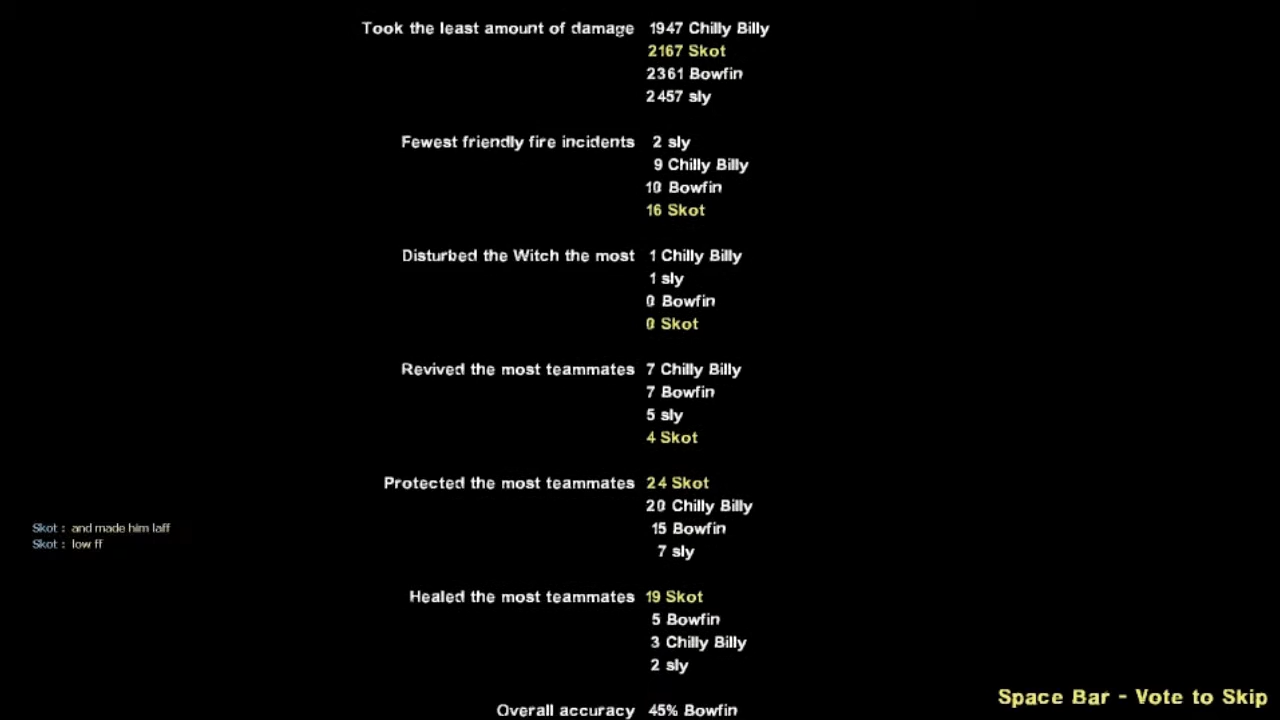 Took the least amount of damage 1947 Chilly Billy
2167 Skot
2361 Bowfin
2457 sly
Fewest friendly fire incidents 2 sly
9 Chilly Billy
10 Bowfin
16 Skot
Disturbed the Witch the most 1 Chilly Billy
1 sly
0 Bowfin
0 Skot
Revived the most teammates 7 Chilly Billy
7 Bowfin
5 sly
4 Skot
Protected the most teammates 24 Skot
20 Chilly Billy
15 Bowfin
7 sly
Skot : and made him laff
Skot : low ff
Healed the most teammates 19 Skot
5 Bowfin
3 Chilly Billy
2 sly
Space Bar - Vote to Skip
Overall accuracy 45% Bowfin